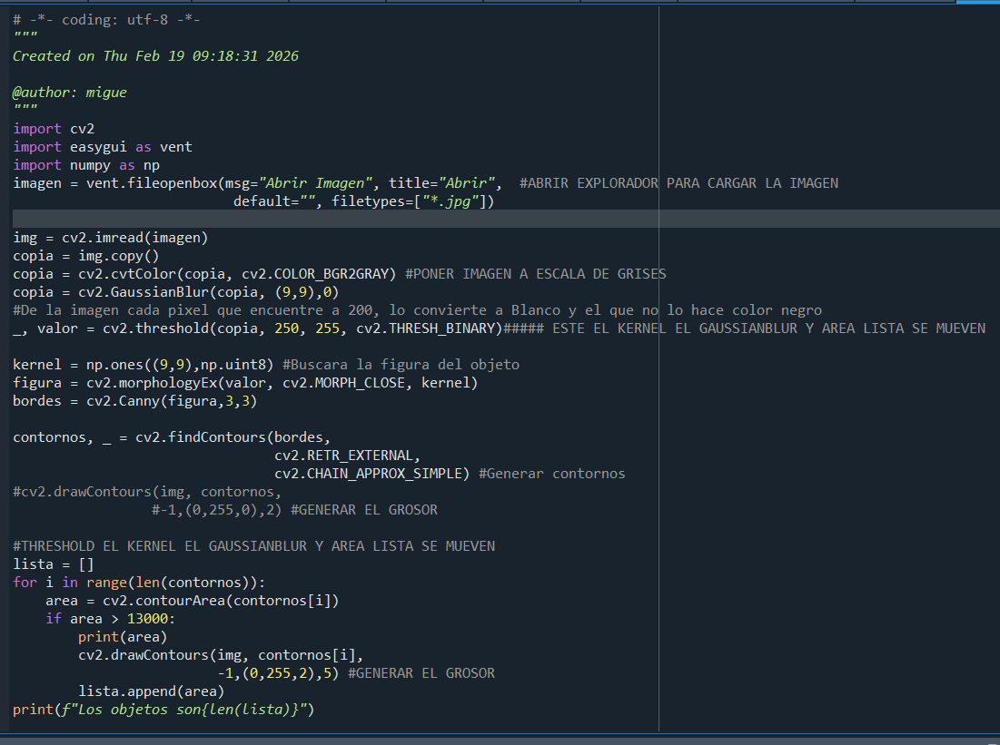 # -*- coding: utf-8 -*-
"""
Created on Thu Feb 19 09:18:31 2026

@author: migue
"""
import cv2
import easygui as vent
import numpy as np
imagen = vent.fileopenbox(msg="Abrir Imagen", title="Abrir",  #ABRIR EXPLORADOR PARA CARGAR LA IMAGEN
                           default="", filetypes=["*.jpg"])

img = cv2.imread(imagen)
copia = img.copy()
copia = cv2.cvtColor(copia, cv2.COLOR_BGR2GRAY) #PONER IMAGEN A ESCALA DE GRISES
copia = cv2.GaussianBlur(copia, (9,9),0)
#De la imagen cada pixel que encuentre a 200, lo convierte a Blanco y el que no lo hace color negro
_, valor = cv2.threshold(copia, 250, 255, cv2.THRESH_BINARY)##### ESTE EL KERNEL EL GAUSSIANBLUR Y AREA LISTA SE MUEVEN

kernel = np.ones((9,9),np.uint8) #Buscara la figura del objeto
figura = cv2.morphologyEx(valor, cv2.MORPH_CLOSE, kernel)
bordes = cv2.Canny(figura,3,3)

contornos, _ = cv2.findContours(bordes,
                                cv2.RETR_EXTERNAL,
                                cv2.CHAIN_APPROX_SIMPLE) #Generar contornos
#cv2.drawContours(img, contornos,
                 #-1,(0,255,0),2) #GENERAR EL GROSOR

#THRESHOLD EL KERNEL EL GAUSSIANBLUR Y AREA LISTA SE MUEVEN
lista = []
for i in range(len(contornos)):
    area = cv2.contourArea(contornos[i])
    if area > 13000:
        print(area)
        cv2.drawContours(img, contornos[i],
                         -1,(0,255,2),5) #GENERAR EL GROSOR
        lista.append(area)
print(f"Los objetos son{len(lista)}")